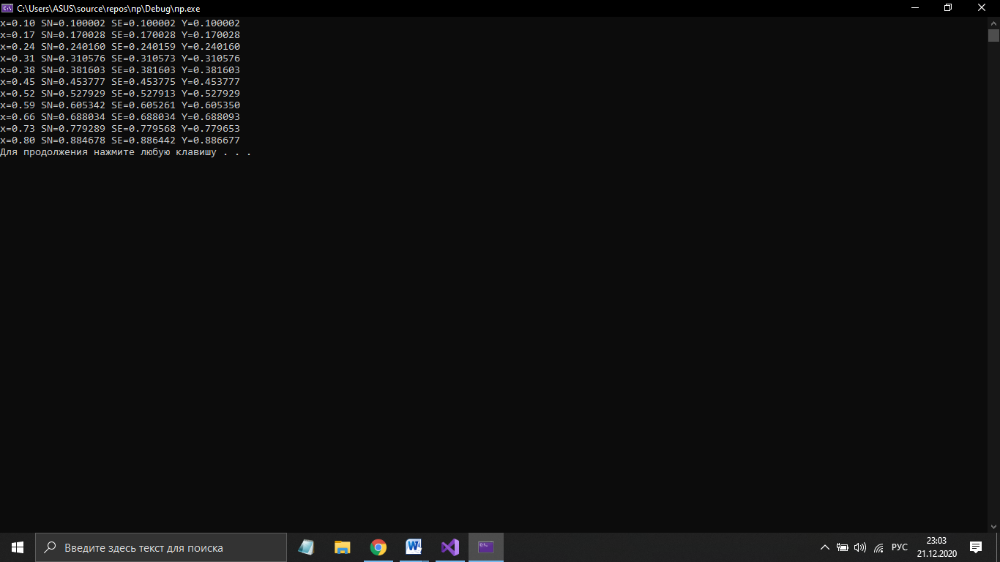 C:\Users\ASUS\source\repos\пр\Debug\пр.exe
x=0.10 SN=0.100002 SE=0.100002 Y=0.100002
x=0.17 SN=0.170028 SE=0.170028 Y=0.170028
x=0.24 SN=0.240160 SE=0.240159 Y=0.240160
x=0.31 SN=0.310576 SE=0.310573 Y=0.310576
x=0.38 SN=0.381603 SE=0.381603 Y=0.381603
x=0.45 SN=0.453777 SE=0.453775 Y=0.453777
x=0.52 SN=0.527929 SE=0.527913 Y=0.527929
x=0.59 SN=0.605342 SE=0.605261 Y=0.605350
x=0.66 SN=0.688034 SE=0.688034 Y=0.688093
x=0.73 SN=0.779289 SE=0.779568 Y=0.779653
x=0.80 SN=0.884678 SE=0.886442 Y=0.886677
Для продолжения нажмите любую клавишу . . .
Введите здесь текст для поиска
РУС
23:03
21.12.2020